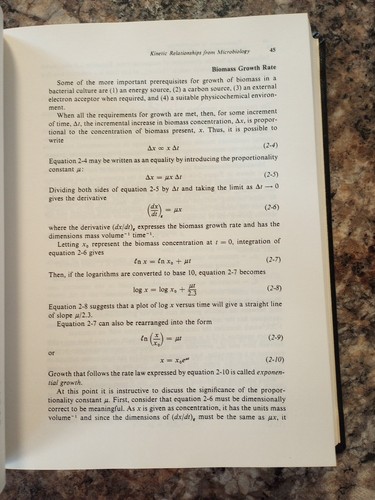 Kinetic Relationships from Microbiology 45
Biomass Growth Rate
Some of the more important prerequisites for growth of biomass in a
bacterial culture are (1) an energy source, (2) a carbon source, (3) an external
electron acceptor when required, and (4) a suitable physicochemical environ-
ment.
When all the requirements for growth are met, then, for some increment
of time, Δt, the incremental increase in biomass concentration, Δx, is propor-
tional to the concentration of biomass present, x. Thus, it is possible to
write
Δx ∝ x Δt (2-4)
Equation 2-4 may be written as an equality by introducing the proportionality
constant μ:
Δx = μx Δt (2-5)
Dividing both sides of equation 2-5 by Δt and taking the limit as Δt → 0
gives the derivative
(dx/dt)g = μx (2-6)
where the derivative (dx/dt)g expresses the biomass growth rate and has the
dimensions mass volume⁻¹ time⁻¹.
Letting x₀ represent the biomass concentration at t = 0, integration of
equation 2-6 gives
ℓn x = ℓn x₀ + μt (2-7)
Then, if the logarithms are converted to base 10, equation 2-7 becomes
log x = log x₀ + μt/2.3 (2-8)
Equation 2-8 suggests that a plot of log x versus time will give a straight line
of slope μ/2.3.
Equation 2-7 can also be rearranged into the form
ℓn (x/x₀) = μt (2-9)
or
x = x₀e^μt (2-10)
Growth that follows the rate law expressed by equation 2-10 is called exponen-
tial growth.
At this point it is instructive to discuss the significance of the propor-
tionality constant μ. First, consider that equation 2-6 must be dimensionally
correct to be meaningful. As x is given as concentration, it has the units mass
volume⁻¹ and since the dimensions of (dx/dt)g must be the same as μx, it